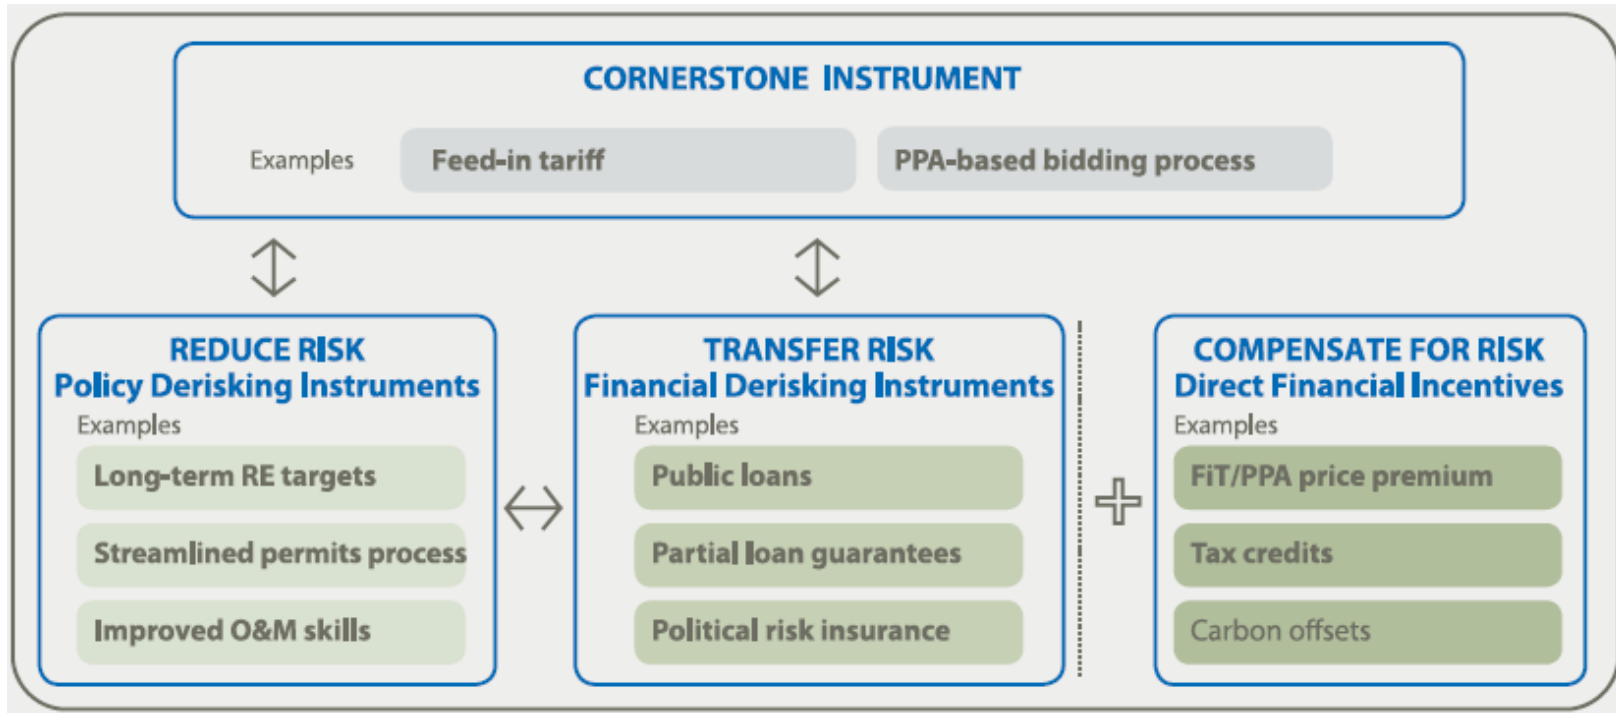 CORNERSTONE INSTRUMENT
Examples
Feed-in tariff
PPA-based bidding process
REDUCE RISK
Policy Derisking Instruments
Examples
Long-term RE targets
Streamlined permits process
Improved O&M skills
TRANSFER RISK
Financial Derisking Instruments
Examples
Public loans
Partial loan guarantees
Political risk insurance
COMPENSATE FOR RISK
Direct Financial Incentives
Examples
FiT/PPA price premium
Tax credits
Carbon offsets